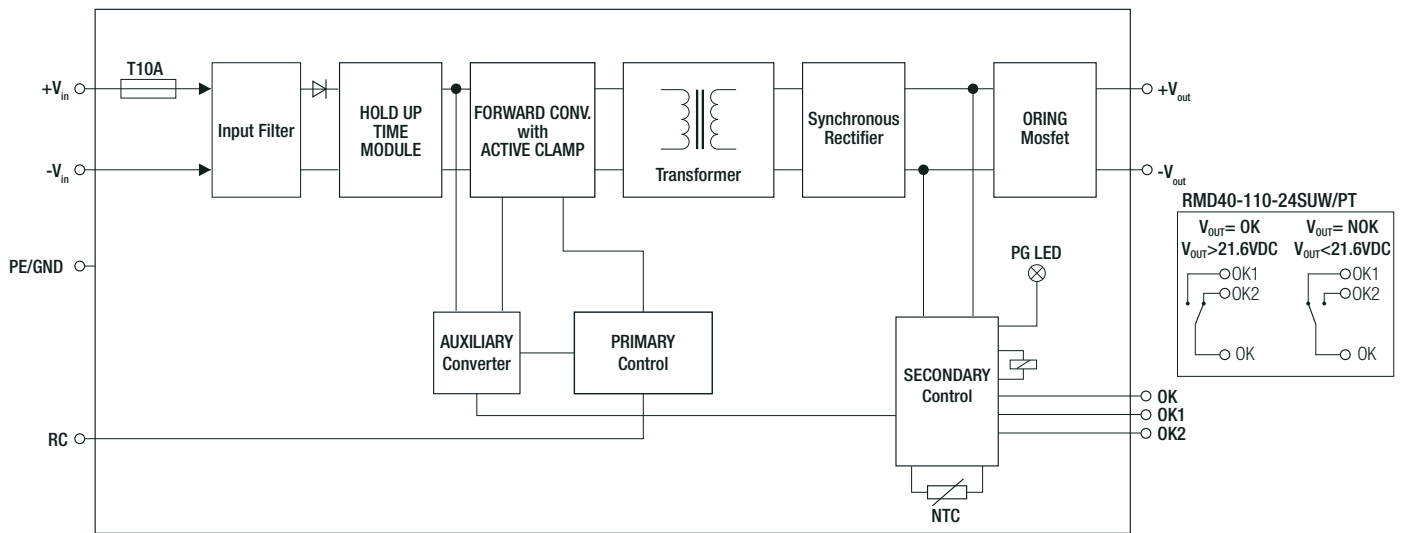 T10A
+Vin
-Vin
Input Filter
HOLD UP
TIME
MODULE
FORWARD CONV.
with
ACTIVE CLAMP
Transformer
Synchronous
Rectifier
ORING
Mosfet
+Vout
-Vout
RMD40-110-24SUW/PT
VOUT= OK
VOUT>21.6VDC
OK1
OK2
OK
VOUT= NOK
VOUT<21.6VDC
OK1
OK2
OK
PE/GND
PG LED
AUXILIARY
Converter
PRIMARY
Control
SECONDARY
Control
OK
OK1
OK2
RC
NTC